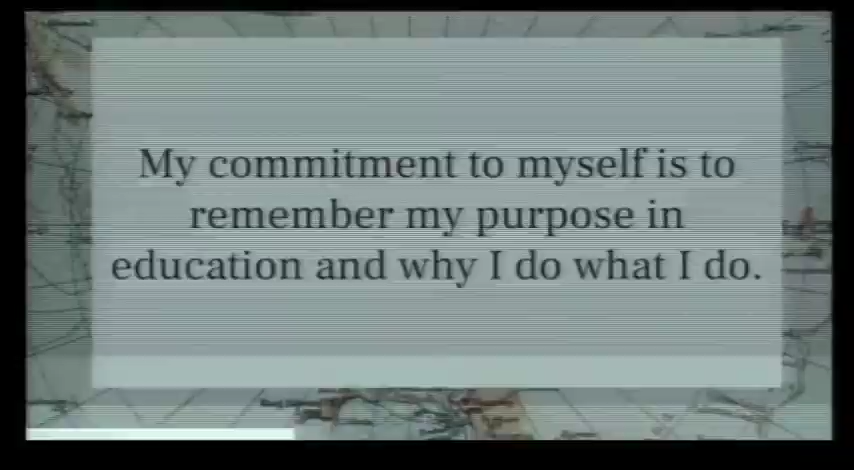 My commitment to myself is to
remember my purpose in
education and why I do what I do.